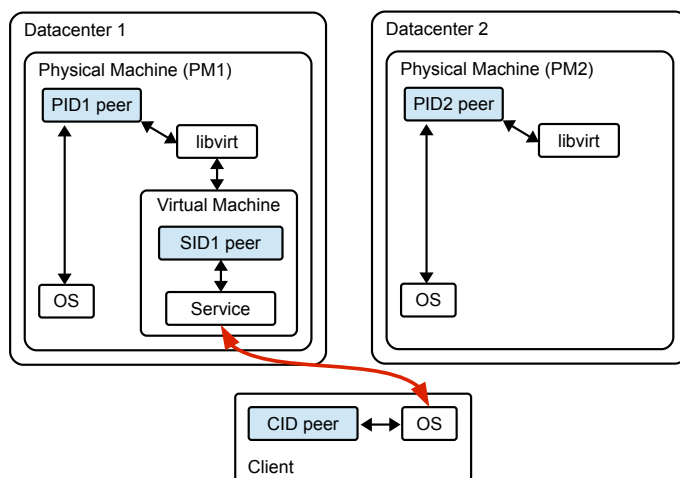 Datacenter 1
Physical Machine (PM1)
PID1 peer
libvirt
Virtual Machine
SID1 peer
Service
OS
Datacenter 2
Physical Machine (PM2)
PID2 peer
libvirt
OS
CID peer
OS
Client